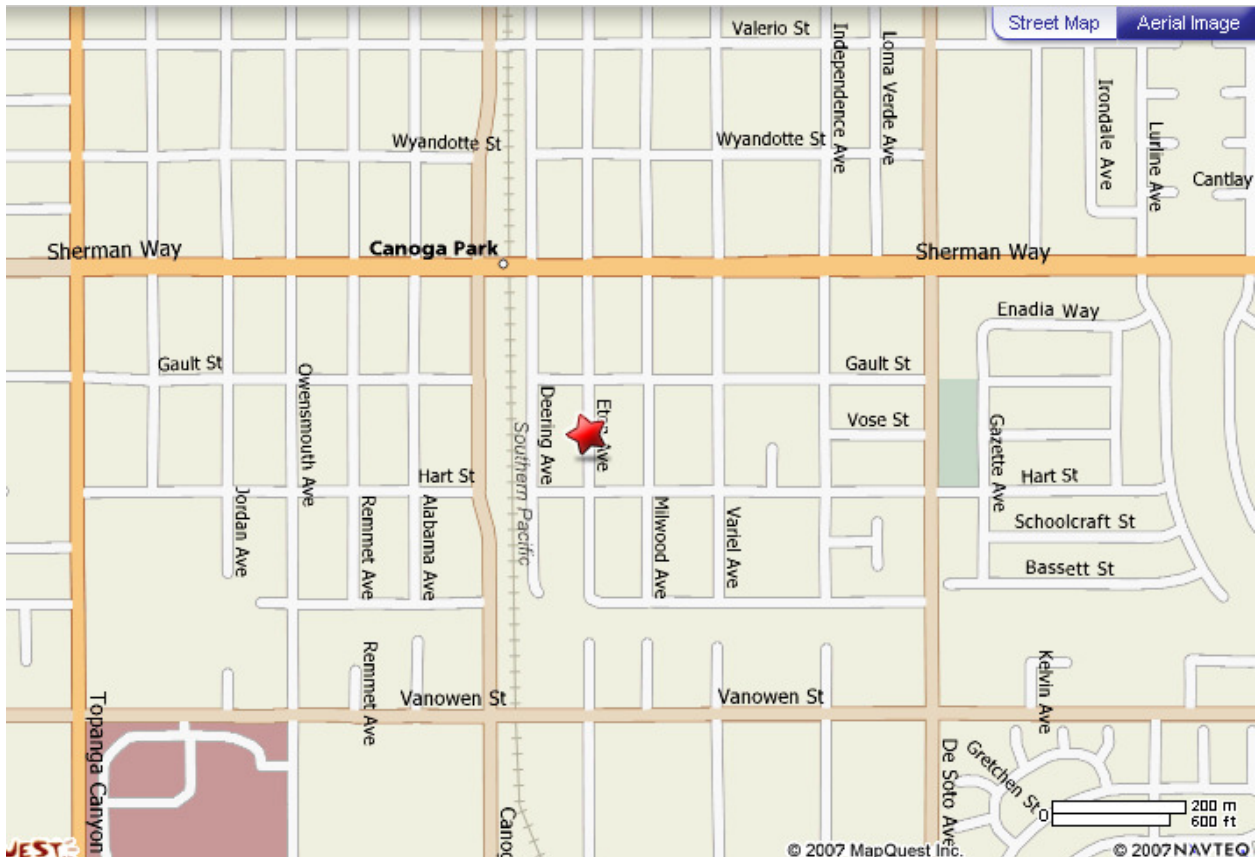 Street Map
Aerial Image
Valerio St
Independence Ave
Loma Verde Ave
Irondale Ave
Lurline Ave
Wyandotte St
Wyandotte St
Cantlay
Sherman Way
Canoga Park
Sherman Way
Enadia Way
Gault St
Owensmouth Ave
Deering Ave
Gault St
Vose St
Gazette Ave
Southern Pacific
Hart St
Hart St
Jordan Ave
Remmet Ave
Alabama Ave
Milwood Ave
Variel Ave
Schoolcraft St
Bassett St
Remmet Ave
Kelvin Ave
Vanowen St
Vanowen St
Topanga Canyon
De Soto Ave
Gretchen St
Canog
0
200 m
600 ft
© 2007 MapQuest Inc.
© 2007 NAVTEQ